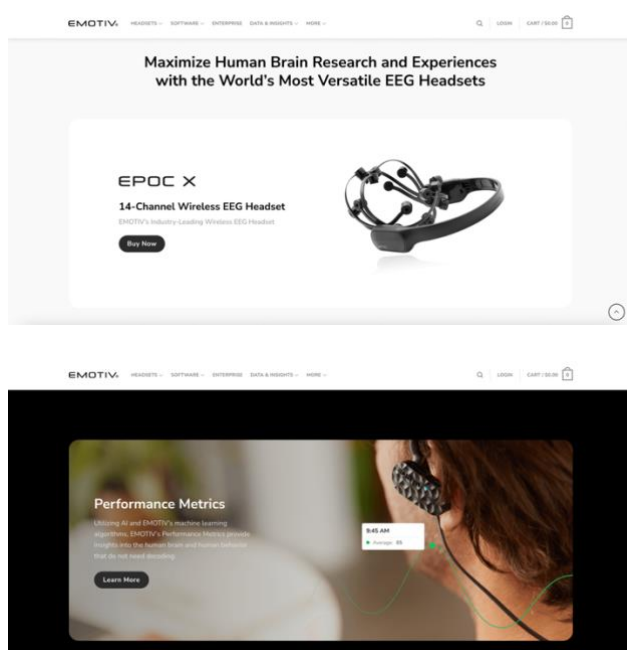 EMOTIV. HEADSETS SOFTWARE ENTERPRISE DATA & INSIGHTS MORE LOGIN CART / $0.00 0
Maximize Human Brain Research and Experiences
with the World's Most Versatile EEG Headsets
EPOC X
14-Channel Wireless EEG Headset
EMOTIV's Industry-Leading Wireless EEG Headset
Buy Now
EMOTIV. HEADSETS SOFTWARE ENTERPRISE DATA & INSIGHTS MORE LOGIN CART / $0.00 0
Performance Metrics
Utilizing AI and EMOTIV's machine learning
algorithms, EMOTIV's Performance Metrics provide
insights into the human brain and human behavior
that do not need decoding.
9:45 AM
Average: 85
Learn More